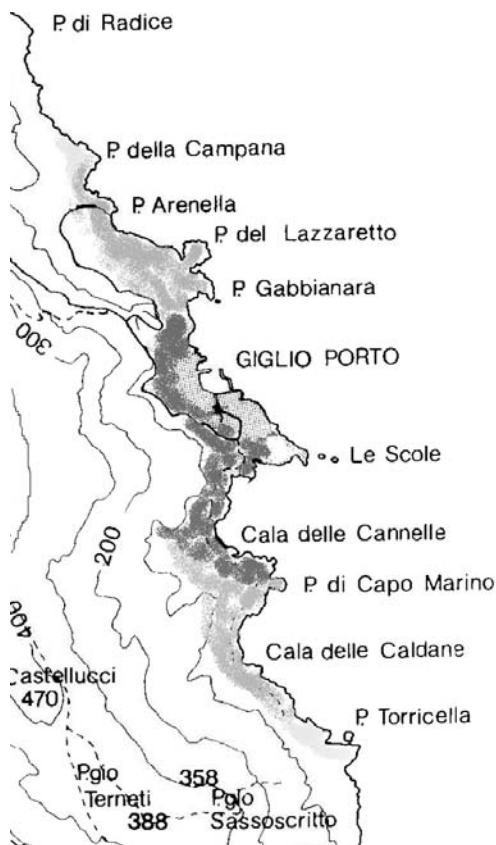 P. di Radice
P. della Campana
P. Arenella
P. del Lazzaretto
P. Gabbianara
300
GIGLIO PORTO
Le Scole
Cala delle Cannelle
200
P. di Capo Marino
400
Cala delle Caldane
Castellucci
470
P. Torricella
Pgio
Terneti
358
Pgio
388
Sassoscritto